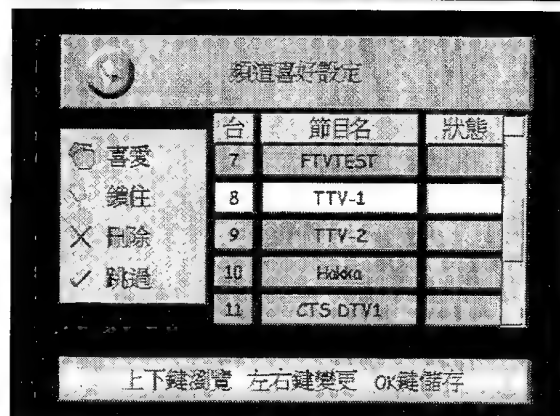 頻道喜好設定
台 節目名 狀態
7 FTVTEST
8 TTV-1
9 TTV-2
10 Hakka
11 CTS DTV1
喜愛
鎖住
刪除
跳過
上下鍵瀏覽 左右鍵變更 OK鍵儲存